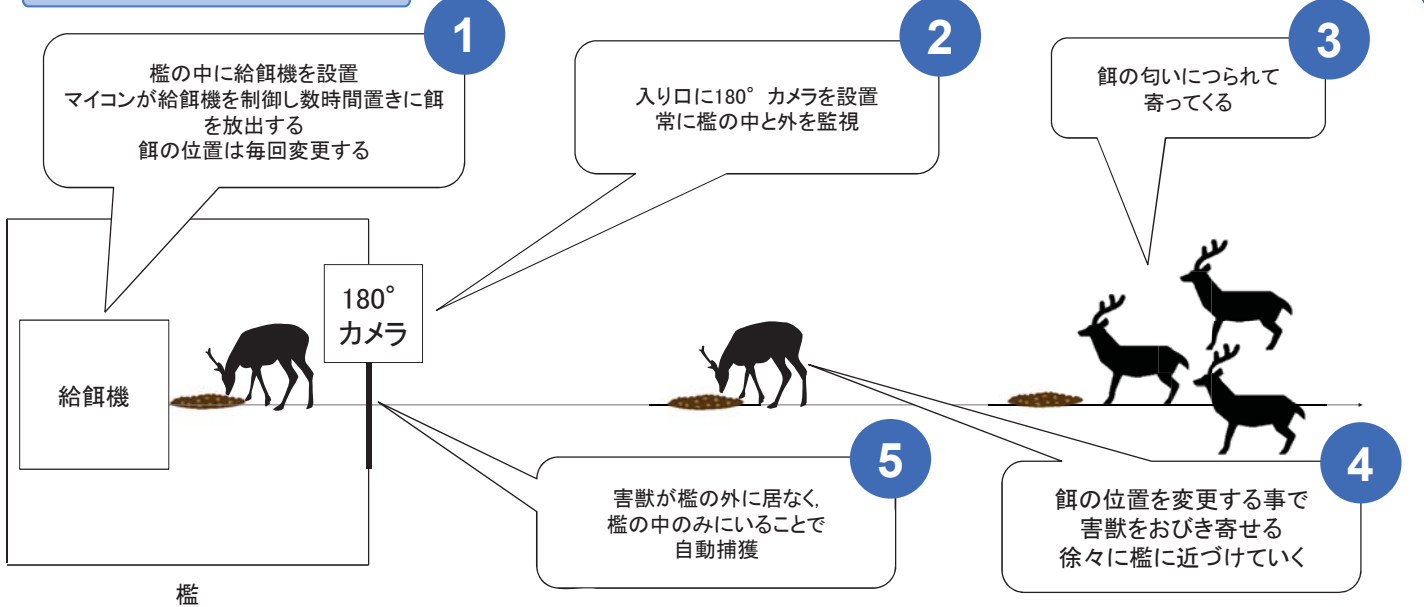 1
檻の中に給餌機を設置
マイコンが給餌機を制御し数時間置きに餌
を放出する
餌の位置は毎回変更する
2
入り口に180°カメラを設置
常に檻の中と外を監視
3
餌の匂いにつられて
寄ってくる
180°
カメラ
給餌機
4
餌の位置を変更する事で
害獣をおびき寄せる
徐々に檻に近づけていく
5
害獣が檻の外に居なく,
檻の中のみにいることで
自動捕獲
檻